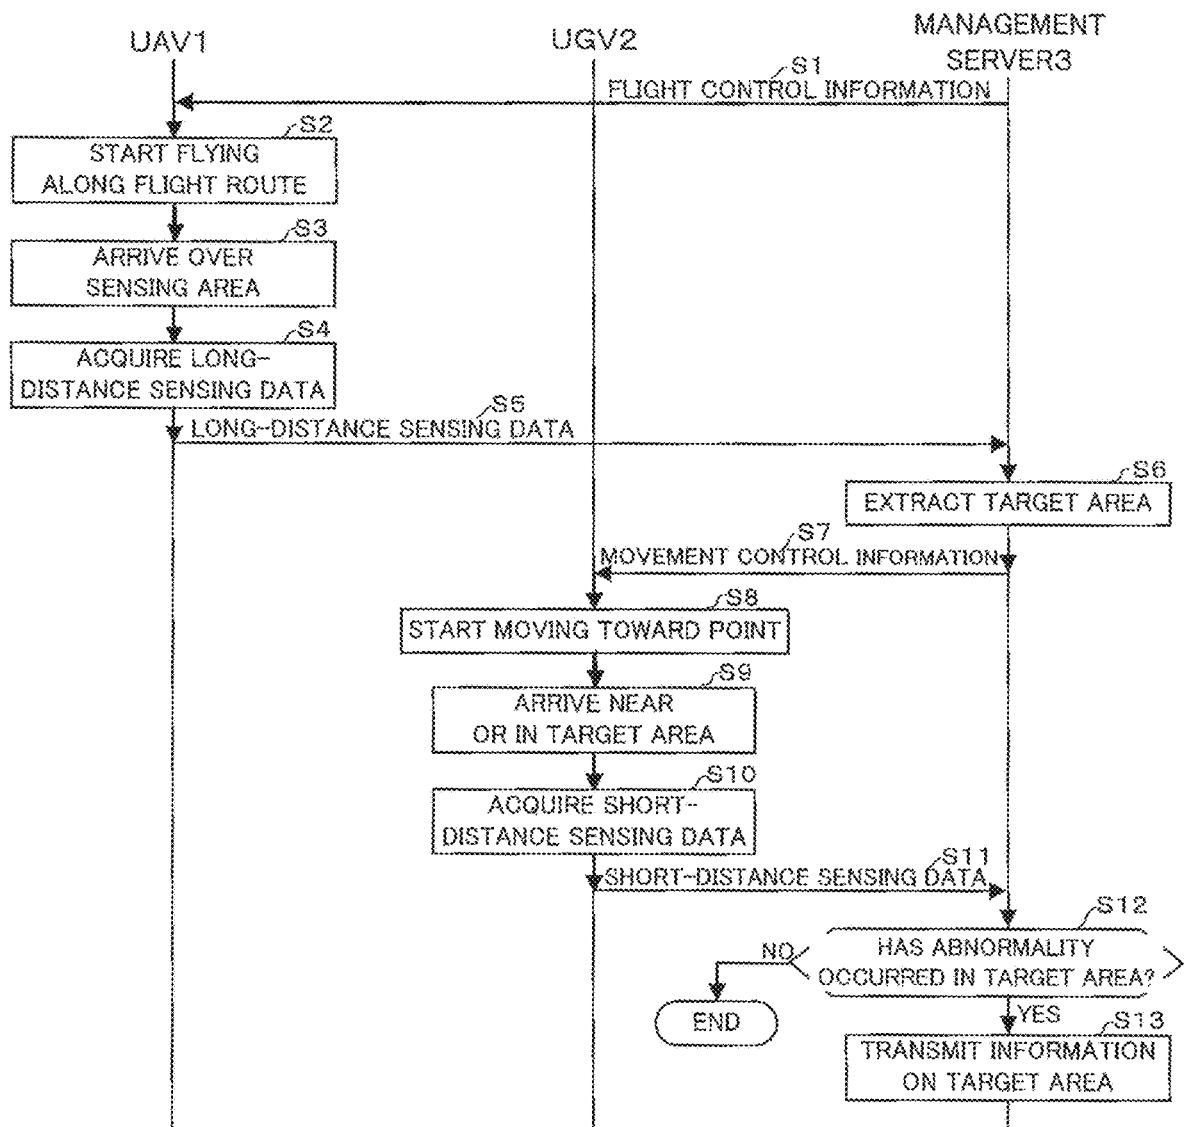 UAV1
UGV2
MANAGEMENT
SERVER3
S1
FLIGHT CONTROL INFORMATION
S2
START FLYING
ALONG FLIGHT ROUTE
S3
ARRIVE OVER
SENSING AREA
S4
ACQUIRE LONG-
DISTANCE SENSING DATA
S5
LONG-DISTANCE SENSING DATA
S6
EXTRACT TARGET AREA
S7
MOVEMENT CONTROL INFORMATION
S8
START MOVING TOWARD POINT
S9
ARRIVE NEAR
OR IN TARGET AREA
S10
ACQUIRE SHORT-
DISTANCE SENSING DATA
S11
SHORT-DISTANCE SENSING DATA
S12
HAS ABNORMALITY
OCCURRED IN TARGET AREA?
NO
END
YES
S13
TRANSMIT INFORMATION
ON TARGET AREA